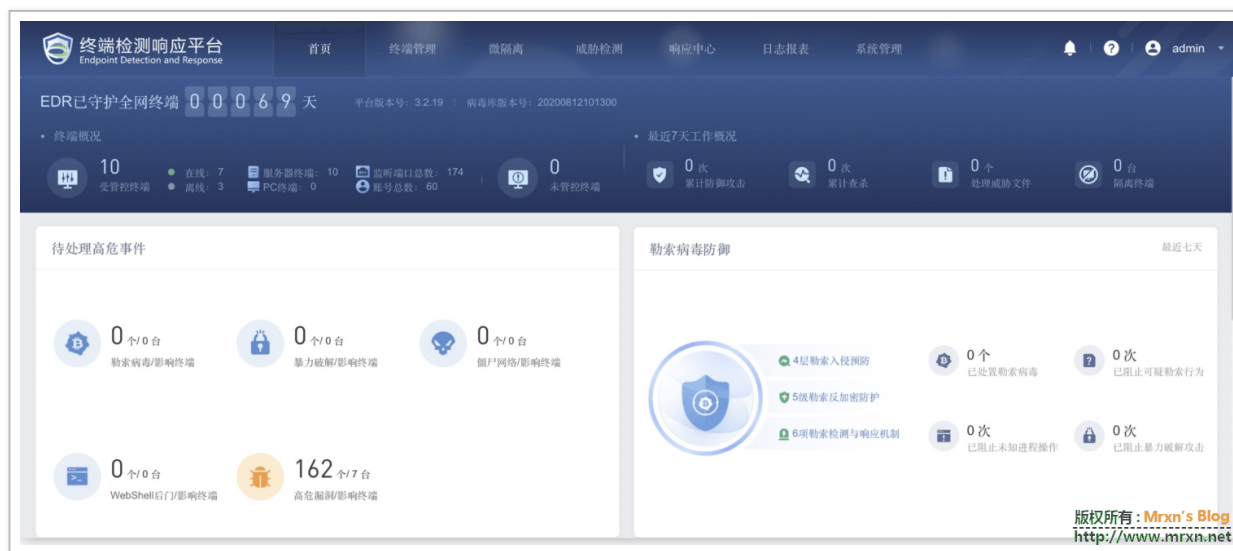 终端检测响应平台
Endpoint Detection and Response
首页 终端管理 微隔离 威胁检测 响应中心 日志报表 系统管理 admin
EDR已守护全网终端 00069 天 平台版本号: 3.2.19 病毒库版本号: 20200812101300
终端概况
10
受管控终端
在线: 7
离线: 3
服务器终端: 10
PC终端: 0
监听端口总数: 174
账号总数: 60
0
未管控终端
最近7天工作概况
0 次
累计防御攻击
0 次
累计查杀
0 个
处理威胁文件
0 台
隔离终端
待处理高危事件
0 个/ 0 台
勒索病毒/影响终端
0 个/ 0 台
暴力破解/影响终端
0 个/ 0 台
僵尸网络/影响终端
0 个/ 0 台
WebShell后门/影响终端
162 个/ 7 台
高危漏洞/影响终端
勒索病毒防御 最近七天
4层勒索入侵预防
5级勒索反加密防护
6项勒索检测与响应机制
0 个
已处置勒索病毒
0 次
已阻止可疑勒索行为
0 次
已阻止未知进程操作
0 次
已阻止暴力破解攻击
版权所有 : Mrxn's Blog
http://www.mrxn.net